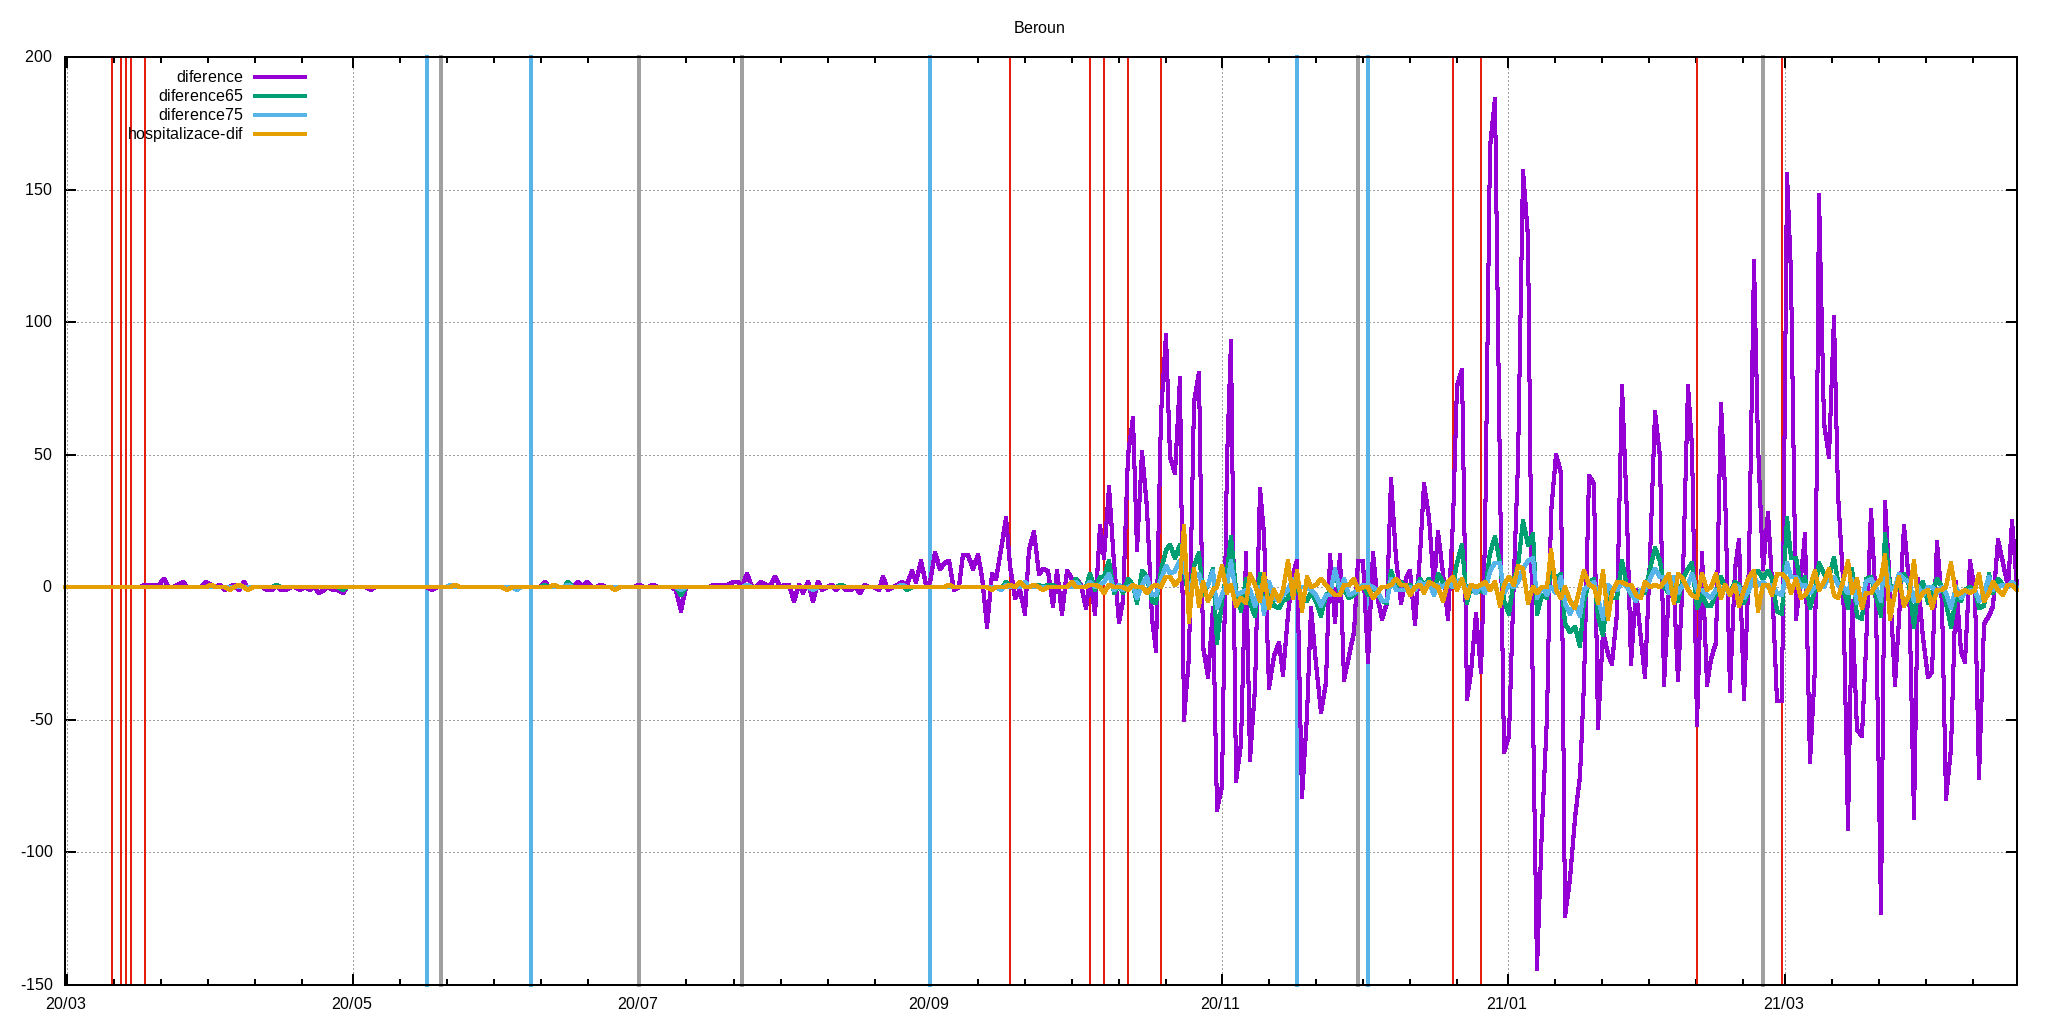 Beroun
200
diference
diference65
diference75
hospitalizace-dif
150
100
50
0
-50
-100
-150
20/03 20/05 20/07 20/09 20/11 21/01 21/03